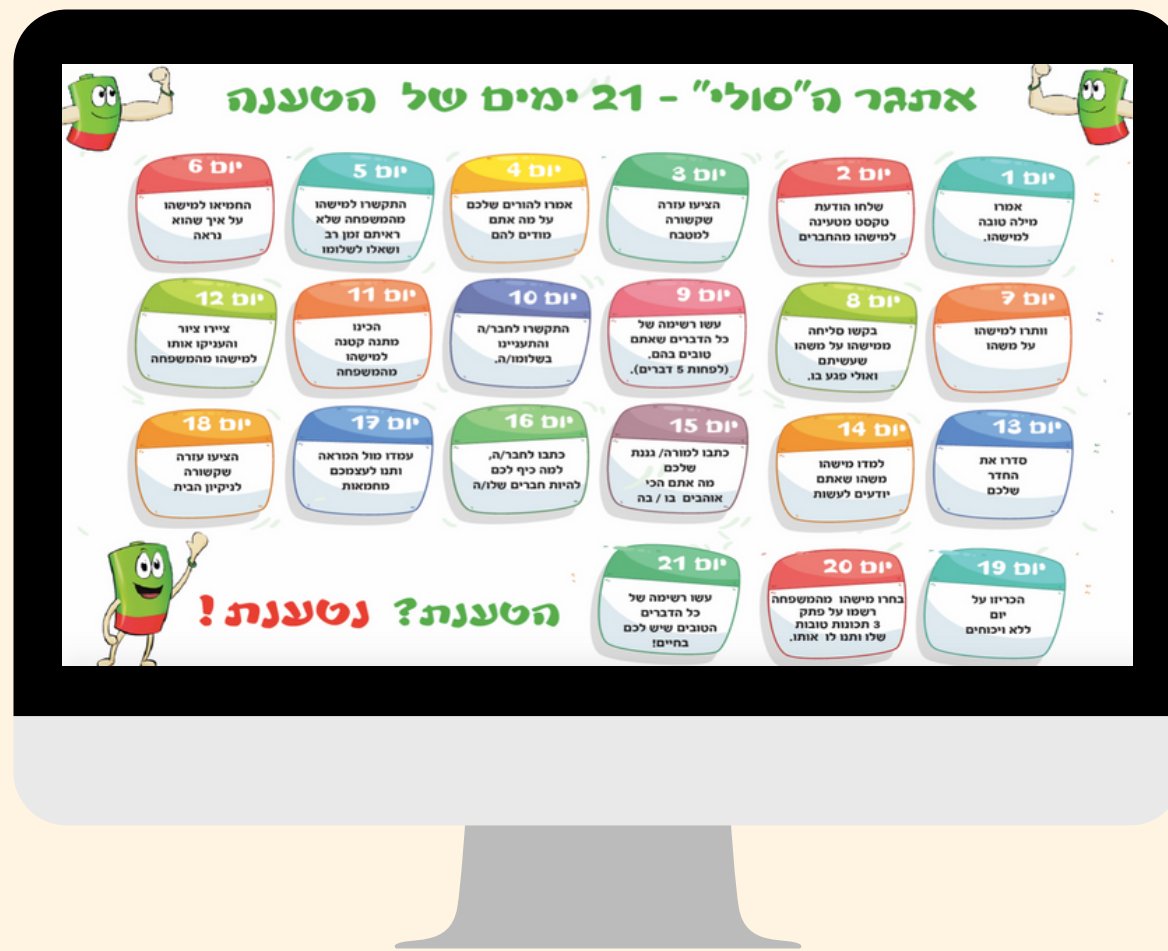 אתגר ה"סולי" - 21 ימים של הטענה
יום 1
אמרו
מילה טובה
למישהו.
יום 2
שלחו הודעת
טקסט מטעינה
למישהו מהחברים
יום 3
הציעו עזרה
שקשורה
למטבח
יום 4
אמרו להורים שלכם
על מה אתם
מודים להם
יום 5
התקשרו למישהו
מהמשפחה שלא
ראיתם זמן רב
ושאלו לשלומו
יום 6
החמיאו למישהו
על איך שהוא
נראה
יום 7
וותרו למישהו
על משהו
יום 8
בקשו סליחה
ממישהו על משהו
שעשיתם
ואולי פגע בו.
יום 9
עשו רשימה של
כל הדברים שאתם
טובים בהם.
(לפחות 5 דברים).
יום 10
התקשרו לחבר/ה
והתעניינו
בשלומו/ה.
יום 11
הכינו
מתנה קטנה
למישהו
מהמשפחה
יום 12
ציירו ציור
והעניקו אותו
למישהו מהמשפחה
יום 13
סדרו את
החדר
שלכם
יום 14
למדו מישהו
משהו שאתם
יודעים לעשות
יום 15
כתבו למורה/ גננת
שלכם
מה אתם הכי
אוהבים בו / בה
יום 16
כתבו לחבר/ה,
למה כיף לכם
להיות חברים שלו/ה
יום 17
עמדו מול המראה
ותנו לעצמכם
מחמאות
יום 18
הציעו עזרה
שקשורה
לניקיון הבית
יום 19
הכריזו על
יום
ללא ויכוחים
יום 20
בחרו מישהו מהמשפחה
רשמו על פתק
3 תכונות טובות
שלו ותנו לו אותו.
יום 21
עשו רשימה של
כל הדברים
הטובים שיש לכם
בחיים!
הטענת? נטענת!